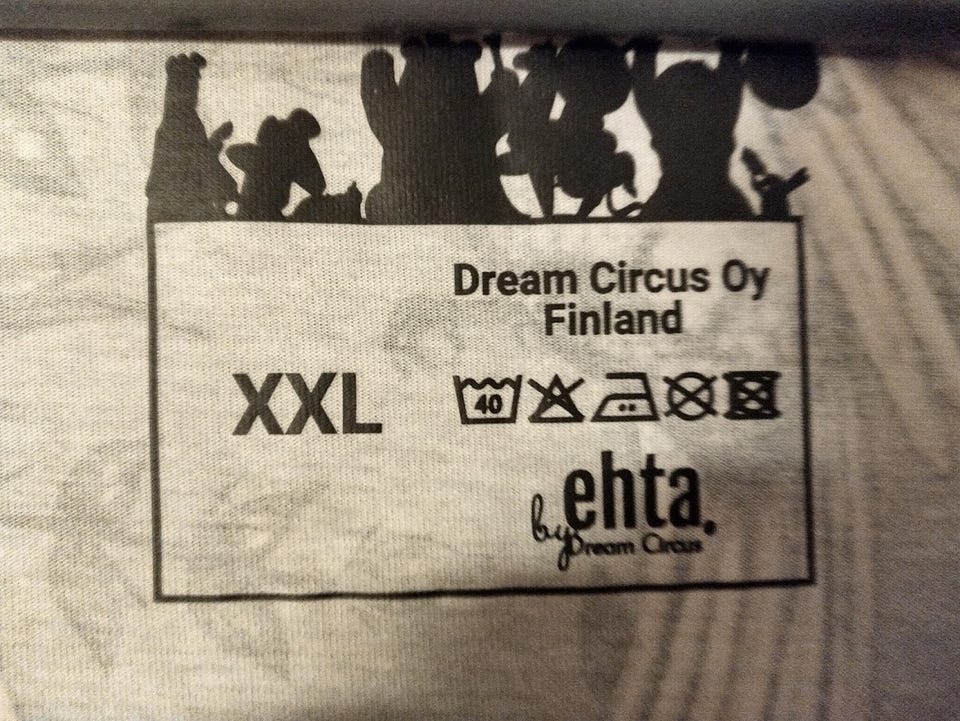 Dream Circus Oy
Finland
XXL
40
ehta.
by Dream Circus